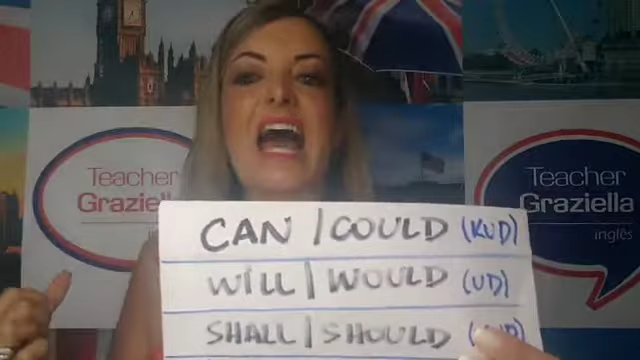 Teacher
Graziella
Teacher
Graziella
inglês
CAN / COULD (KUD)
WILL / WOULD (UD)
SHALL / SHOULD